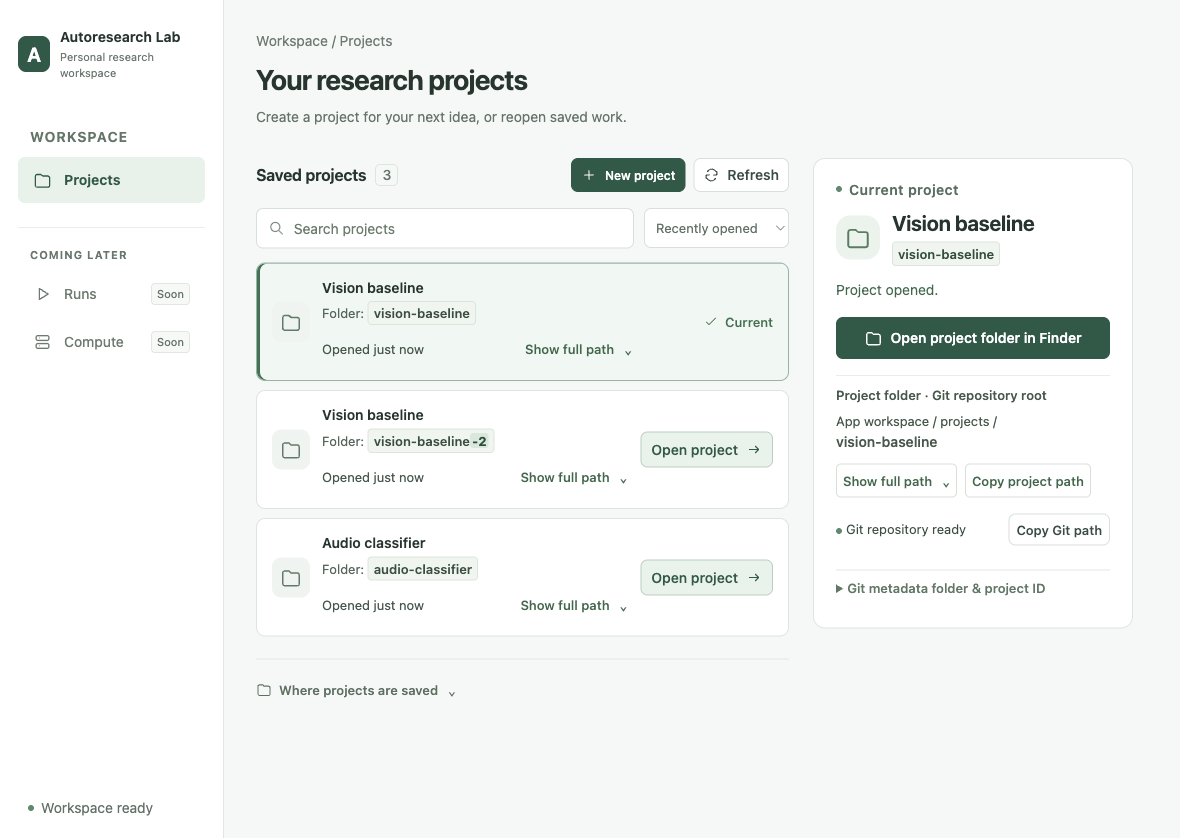 A
Autoresearch Lab
Personal research
workspace
WORKSPACE
Projects
COMING LATER
Runs Soon
Compute Soon
Workspace ready
Workspace / Projects
Your research projects
Create a project for your next idea, or reopen saved work.
Saved projects 3
+ New project
Refresh
Search projects
Recently opened
Vision baseline
Folder: vision-baseline
Opened just now
Show full path
✓ Current
Vision baseline
Folder: vision-baseline-2
Opened just now
Show full path
Open project →
Audio classifier
Folder: audio-classifier
Opened just now
Show full path
Open project →
Where projects are saved
Current project
Vision baseline
vision-baseline
Project opened.
Open project folder in Finder
Project folder · Git repository root
App workspace / projects /
vision-baseline
Show full path
Copy project path
Git repository ready
Copy Git path
Git metadata folder & project ID